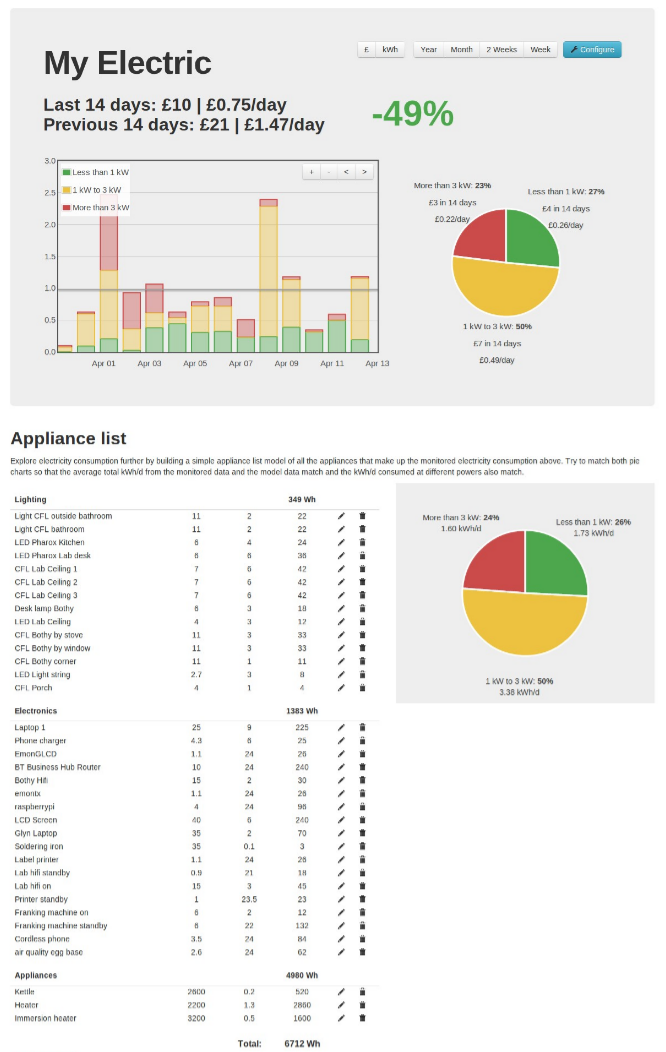 £ kWh Year Month 2 Weeks Week Configure
My Electric
Last 14 days: £10 | £0.75/day
Previous 14 days: £21 | £1.47/day
-49%
3.0
2.5
2.0
1.5
1.0
0.5
0.0
Less than 1 kW
1 kW to 3 kW
More than 3 kW
+ - < >
Apr 01 Apr 03 Apr 05 Apr 07 Apr 09 Apr 11 Apr 13
More than 3 kW: 23%
£3 in 14 days
£0.22/day
Less than 1 kW: 27%
£4 in 14 days
£0.26/day
1 kW to 3 kW: 50%
£7 in 14 days
£0.49/day
Appliance list
Explore electricity consumption further by building a simple appliance list model of all the appliances that make up the monitored electricity consumption above. Try to match both pie
charts so that the average total kWh/d from the monitored data and the model data match and the kWh/d consumed at different powers also match.
Lighting 349 Wh
Light CFL outside bathroom 11 2 22
Light CFL bathroom 11 2 22
LED Pharox Kitchen 6 4 24
LED Pharox Lab desk 6 6 36
CFL Lab Ceiling 1 7 6 42
CFL Lab Ceiling 2 7 6 42
CFL Lab Ceiling 3 7 6 42
Desk lamp Bothy 6 3 18
LED Lab Ceiling 4 3 12
CFL Bothy by stove 11 3 33
CFL Bothy by window 11 3 33
CFL Bothy corner 11 1 11
LED Light string 2.7 3 8
CFL Porch 4 1 4
Electronics 1383 Wh
Laptop 1 25 9 225
Phone charger 4.3 6 25
EmonGLCD 1.1 24 26
BT Business Hub Router 10 24 240
Bothy Hifi 15 2 30
emontx 1.1 24 26
raspberrypi 4 24 96
LCD Screen 40 6 240
Glyn Laptop 35 2 70
Soldering iron 35 0.1 3
Label printer 1.1 24 26
Lab hifi standby 0.9 21 18
Lab hifi on 15 3 45
Printer standby 1 23.5 23
Franking machine on 6 2 12
Franking machine standby 6 22 132
Cordless phone 3.5 24 84
air quality egg base 2.6 24 62
Appliances 4980 Wh
Kettle 2600 0.2 520
Heater 2200 1.3 2860
Immersion heater 3200 0.5 1600
Total: 6712 Wh
More than 3 kW: 24%
1.60 kWh/d
Less than 1 kW: 26%
1.73 kWh/d
1 kW to 3 kW: 50%
3.38 kWh/d